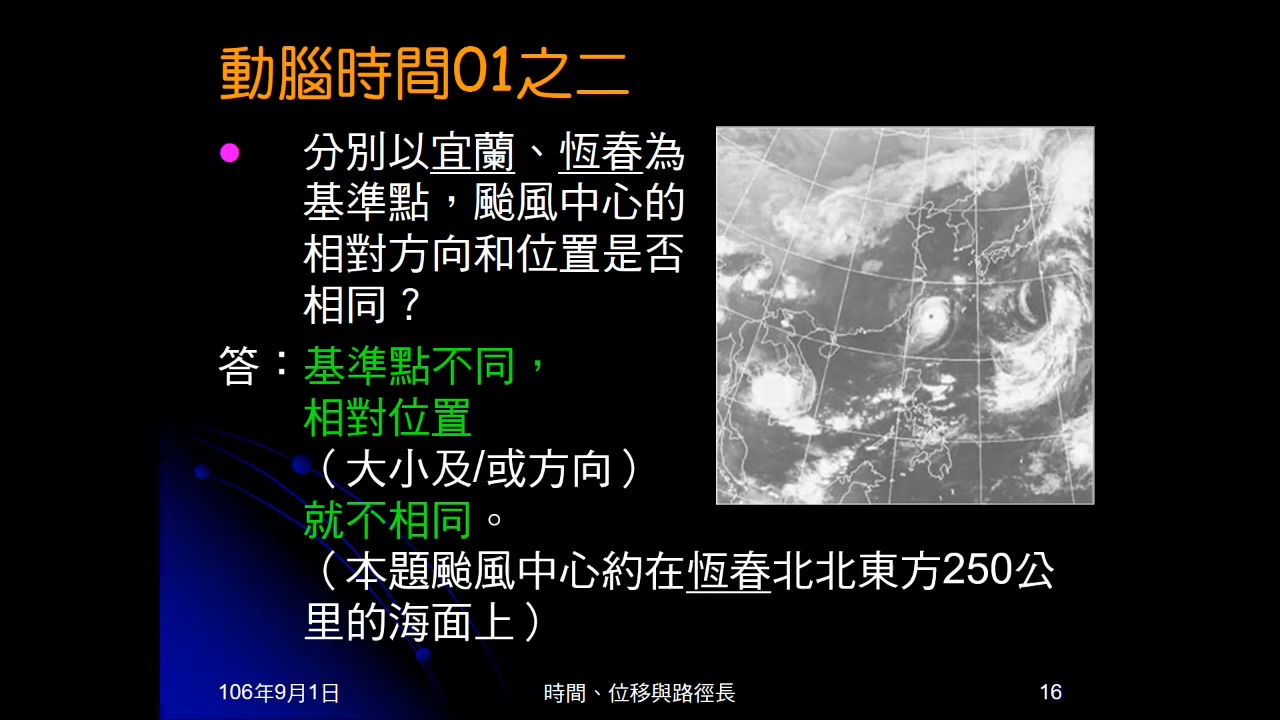 動腦時間01之二
● 分別以宜蘭、恆春為
基準點，颱風中心的
相對方向和位置是否
相同？
答：基準點不同，
相對位置
（大小及/或方向）
就不相同。
（本題颱風中心約在恆春北北東方250公
里的海面上）
106年9月1日
時間、位移與路徑長
16